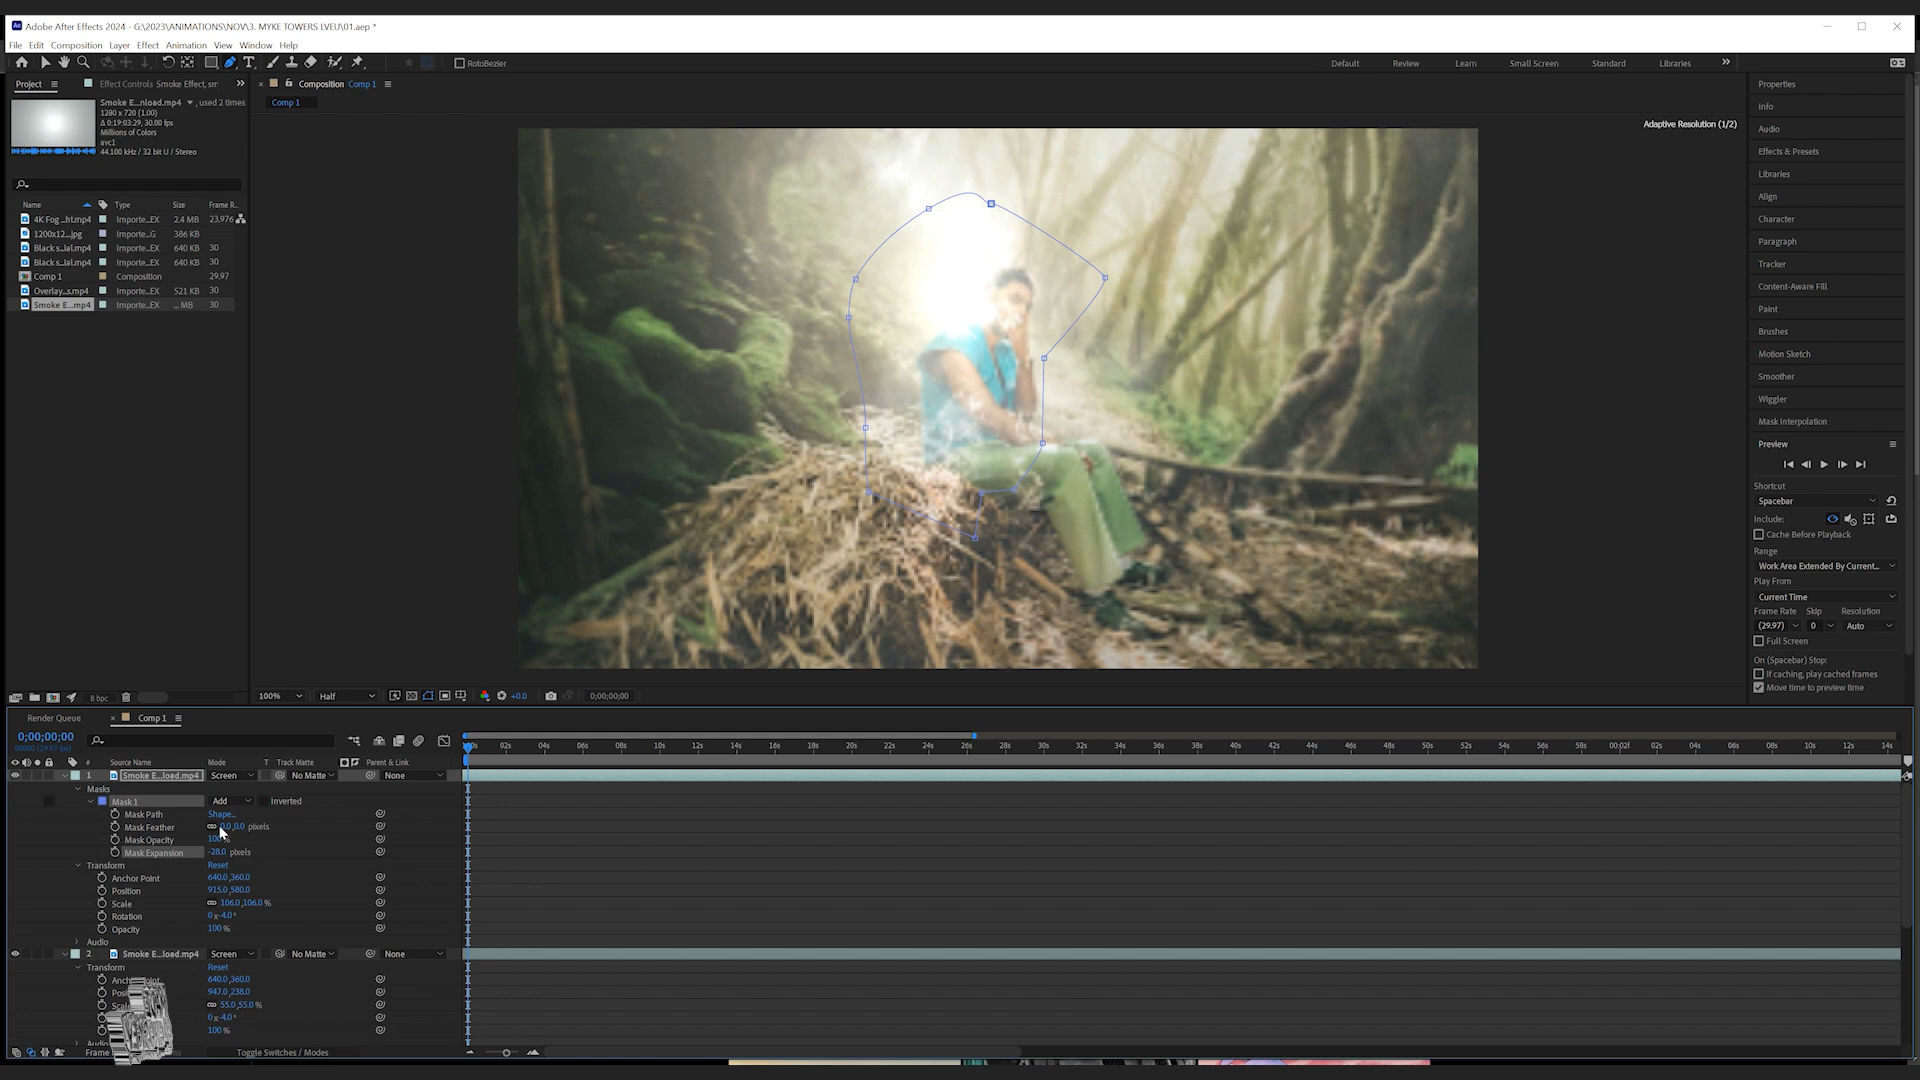 Adobe After Effects 2024 - G:\2023\ANIMATIONS\NOV\3. MYKE TOWERS LVEU\01.aep *
File Edit Composition Layer Effect Animation View Window Help
RotoBezier
Default Review Learn Small Screen Standard Libraries
Project Effect Controls Smoke Effect, sm
Composition Comp 1
Comp 1
Smoke E...nload.mp4 , used 2 times
1280 x 720 (1.00)
Δ 0:19:03:29, 30.00 fps
Millions of Colors
avc1
44.100 kHz / 32 bit U / Stereo
Name Type Size Frame R...
4K Fog ...ht.mp4 Importe...EX 2.4 MB 23.976
1200x12...jpg Importe...G 386 KB
Black s...ial.mp4 Importe...EX 640 KB 30
Black s...ial.mp4 Importe...EX 640 KB 30
Comp 1 Composition 29.97
Overlay...s.mp4 Importe...EX 521 KB 30
Smoke E...mp4 Importe...EX ... MB 30
8 bpc
Adaptive Resolution (1/2)
100% Half +0.0 0;00;00;00
Properties
Info
Audio
Effects & Presets
Libraries
Align
Character
Paragraph
Tracker
Content-Aware Fill
Paint
Brushes
Motion Sketch
Smoother
Wiggler
Mask Interpolation
Preview
Shortcut
Spacebar
Include:
Cache Before Playback
Range
Work Area Extended By Current...
Play From
Current Time
Frame Rate Skip Resolution
(29.97) 0 Auto
Full Screen
On (Spacebar) Stop:
If caching, play cached frames
Move time to preview time
Render Queue Comp 1
0;00;00;00
00000 (29.97 fps)
02s 04s 06s 08s 10s 12s 14s 16s 18s 20s 22s 24s 26s 28s 30s 32s 34s 36s 38s 40s 42s 44s 46s 48s 50s 52s 54s 56s 58s 00:02f 02s 04s 06s 08s 10s 12s 14s
# Source Name Mode T Track Matte Parent & Link
1 Smoke E...load.mp4 Screen No Matte None
Masks
Mask 1 Add Inverted
Mask Path Shape...
Mask Feather 0.0,0.0 pixels
Mask Opacity 100 %
Mask Expansion -28.0 pixels
Transform Reset
Anchor Point 640.0,360.0
Position 915.0,580.0
Scale 106.0,106.0 %
Rotation 0 x-4.0°
Opacity 100 %
Audio
2 Smoke E...load.mp4 Screen No Matte None
Transform Reset
640.0,360.0
947.0,238.0
55.0,55.0 %
0 x-4.0°
100 %
Frame Toggle Switches / Modes